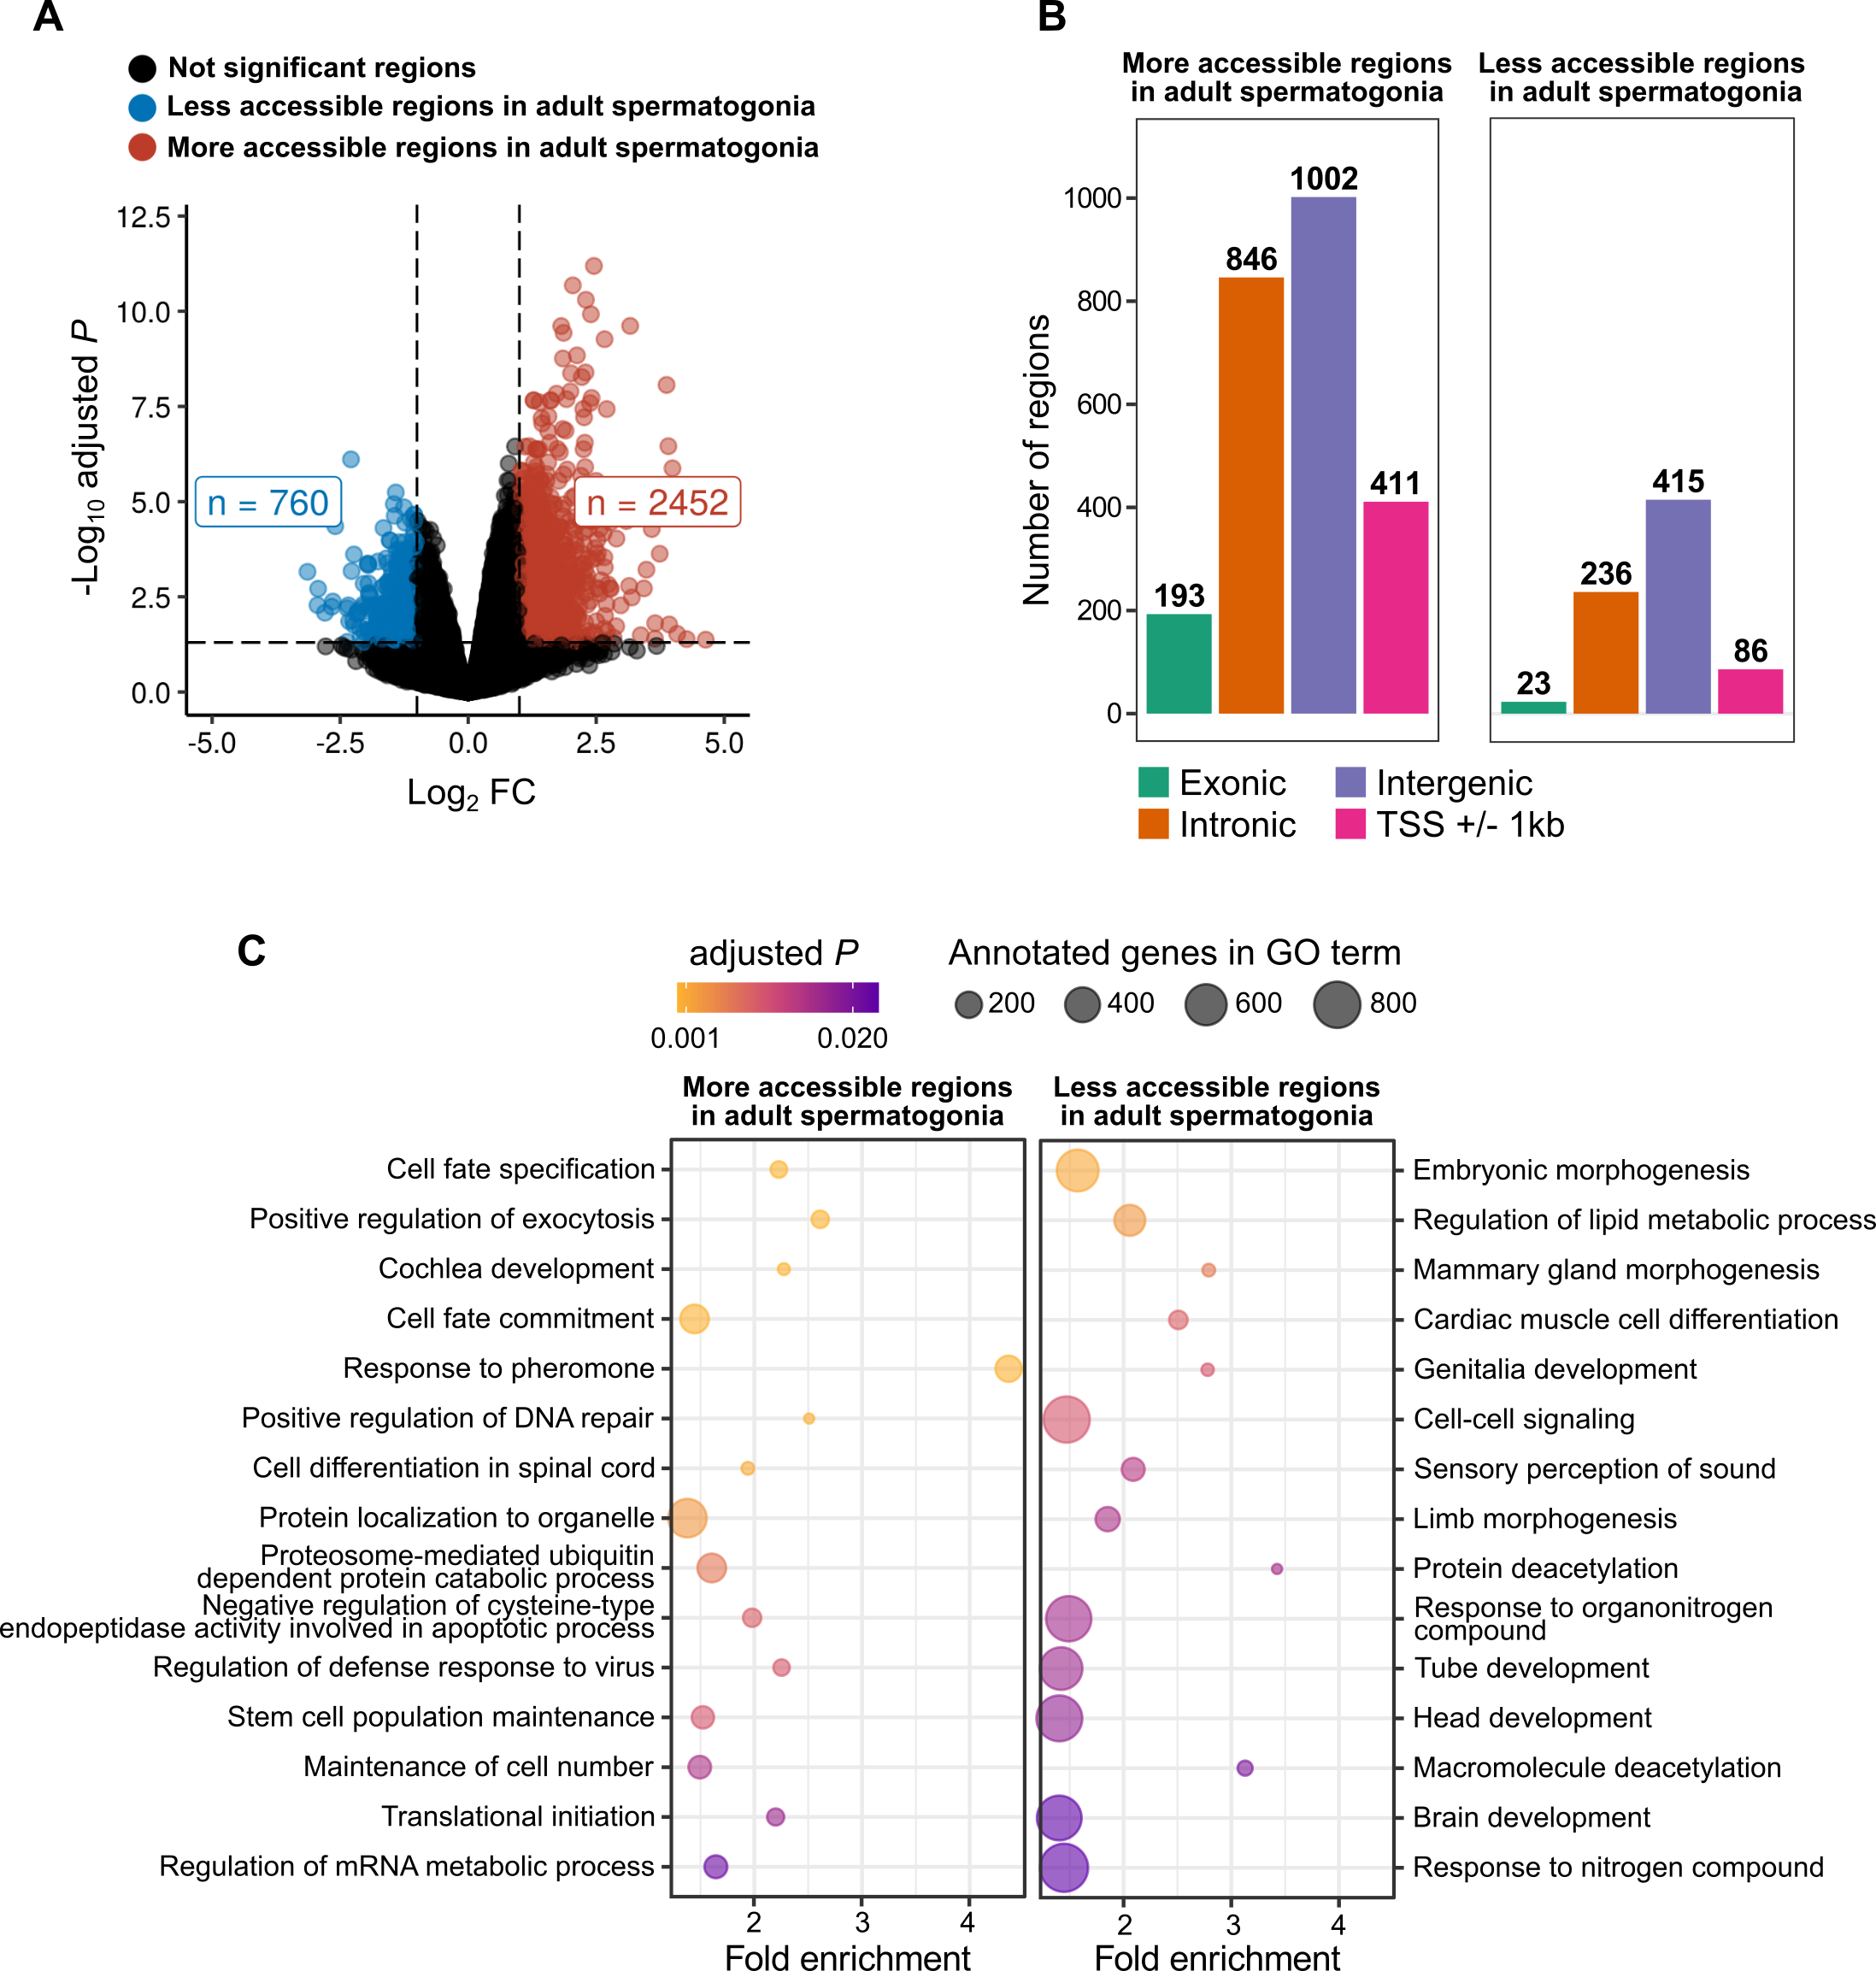 A
Not significant regions
Less accessible regions in adult spermatogonia
More accessible regions in adult spermatogonia
12.5
10.0
7.5
5.0
2.5
0.0
-Log10 adjusted P
n = 760
n = 2452
-5.0
-2.5
0.0
2.5
5.0
Log2 FC
B
More accessible regions
in adult spermatogonia
Less accessible regions
in adult spermatogonia
Number of regions
1000
800
600
400
200
0
193
846
1002
411
23
236
415
86
Exonic
Intergenic
Intronic
TSS +/- 1kb
C
adjusted P
0.001
0.020
Annotated genes in GO term
200
400
600
800
More accessible regions
in adult spermatogonia
Less accessible regions
in adult spermatogonia
Cell fate specification
Positive regulation of exocytosis
Cochlea development
Cell fate commitment
Response to pheromone
Positive regulation of DNA repair
Cell differentiation in spinal cord
Protein localization to organelle
Proteosome-mediated ubiquitin
dependent protein catabolic process
Negative regulation of cysteine-type
endopeptidase activity involved in apoptotic process
Regulation of defense response to virus
Stem cell population maintenance
Maintenance of cell number
Translational initiation
Regulation of mRNA metabolic process
2
3
4
Fold enrichment
Embryonic morphogenesis
Regulation of lipid metabolic process
Mammary gland morphogenesis
Cardiac muscle cell differentiation
Genitalia development
Cell-cell signaling
Sensory perception of sound
Limb morphogenesis
Protein deacetylation
Response to organonitrogen
compound
Tube development
Head development
Macromolecule deacetylation
Brain development
Response to nitrogen compound
2
3
4
Fold enrichment